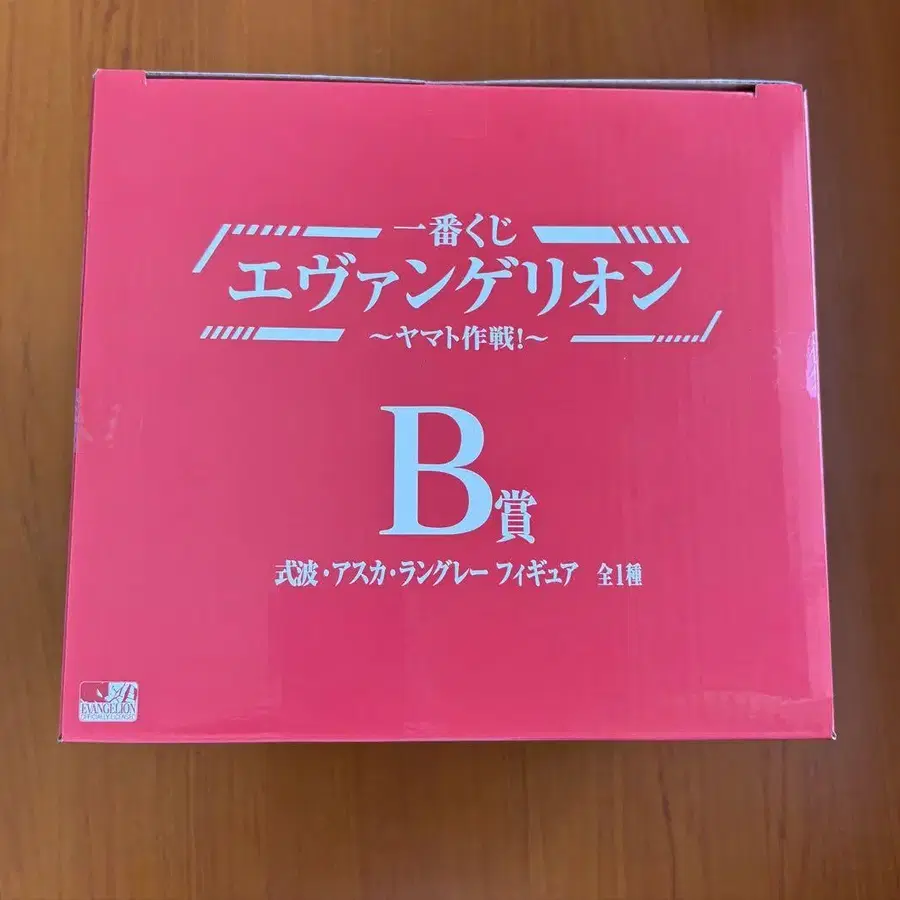 一番くじ
エヴァンゲリオン
～ヤマト作戦!～
B賞
式波・アスカ・ラングレー フィギュア 全1種
EVANGELION